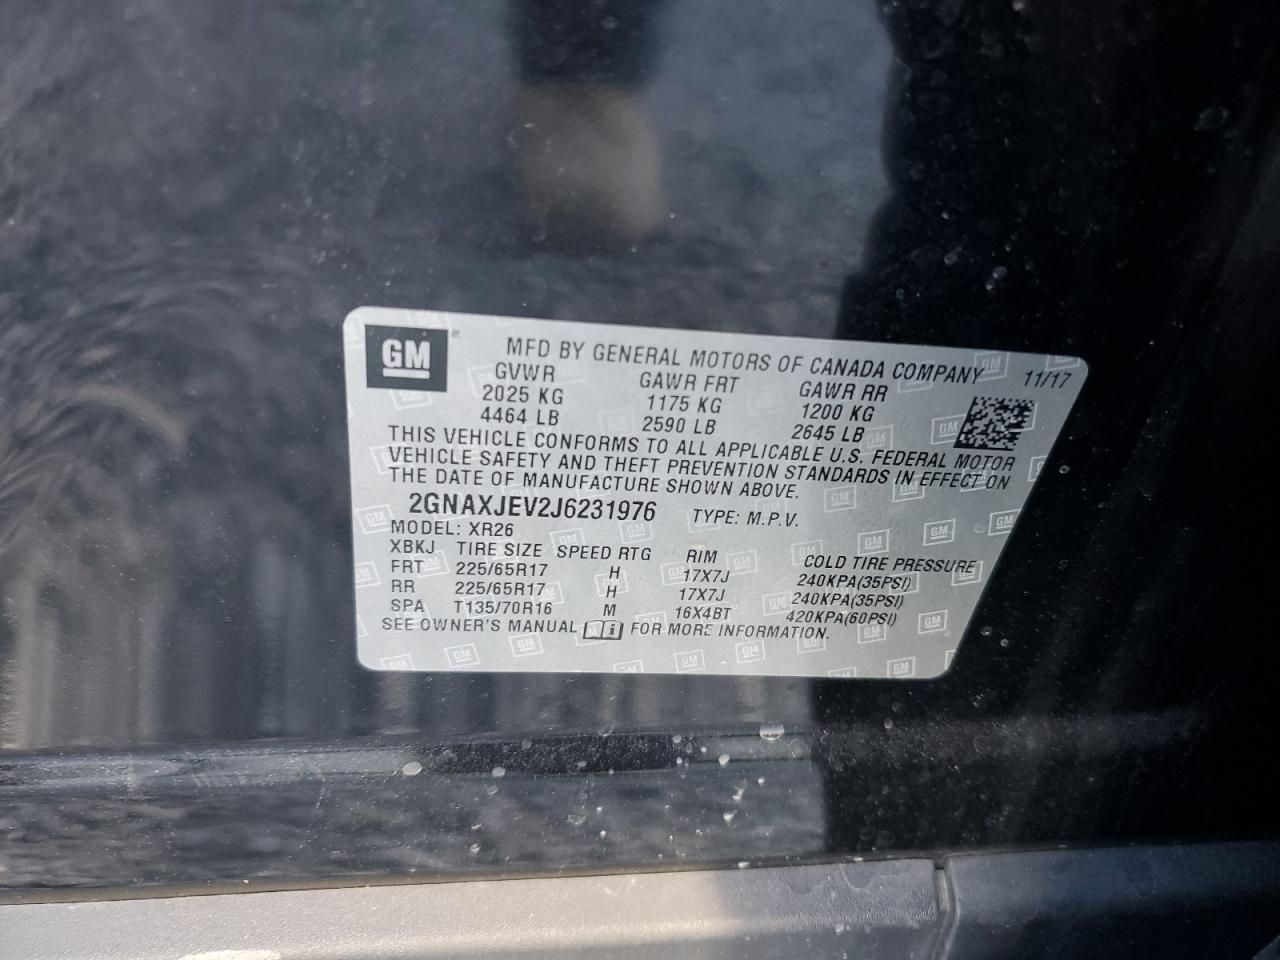 GM
MFD BY GENERAL MOTORS OF CANADA COMPANY 11/17
GVWR GAWR FRT GAWR RR
2025 KG 1175 KG 1200 KG
4464 LB 2590 LB 2645 LB
THIS VEHICLE CONFORMS TO ALL APPLICABLE U.S. FEDERAL MOTOR
VEHICLE SAFETY AND THEFT PREVENTION STANDARDS IN EFFECT ON
THE DATE OF MANUFACTURE SHOWN ABOVE.
2GNAXJEV2J6231976 TYPE: M.P.V.
MODEL: XR26
XBKJ TIRE SIZE SPEED RTG RIM COLD TIRE PRESSURE
FRT 225/65R17 H 17X7J 240KPA(35PSI)
RR 225/65R17 H 17X7J 240KPA(35PSI)
SPA T135/70R16 M 16X4BT 420KPA(60PSI)
SEE OWNER'S MANUAL FOR MORE INFORMATION.